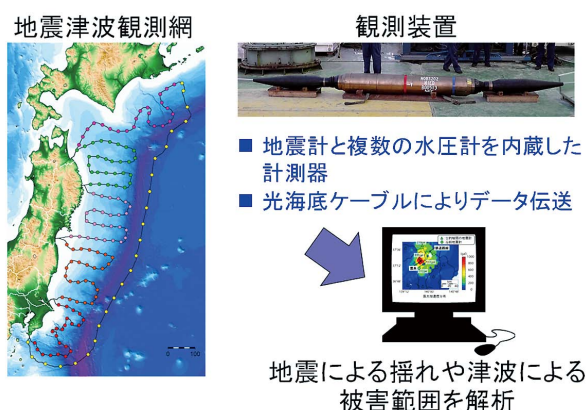 地震津波観測網
観測装置
■ 地震計と複数の水圧計を内蔵した
計測器
■ 光海底ケーブルによりデータ伝送
0 100
地震による揺れや津波による
被害範囲を解析